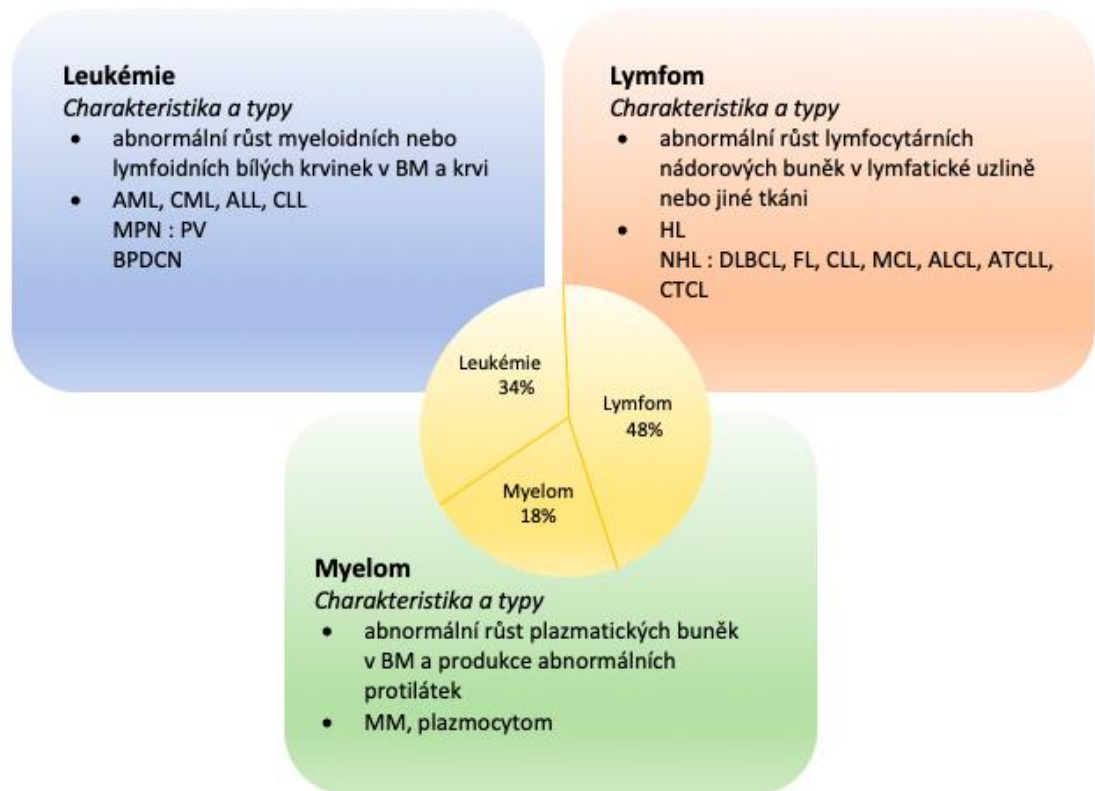 Leukémie
Charakteristika a typy
• abnormální růst myeloidních nebo
lymfoidních bílých krvinek v BM a krvi
• AML, CML, ALL, CLL
MPN : PV
BPDCN
Lymfom
Charakteristika a typy
• abnormální růst lymfocytárních
nádorových buněk v lymfatické uzlině
nebo jiné tkáni
• HL
NHL : DLBCL, FL, CLL, MCL, ALCL, ATCLL,
CTCL
Leukémie
34%
Lymfom
48%
Myelom
18%
Myelom
Charakteristika a typy
• abnormální růst plazmatických buněk
v BM a produkce abnormálních
protilátek
• MM, plazmocytom